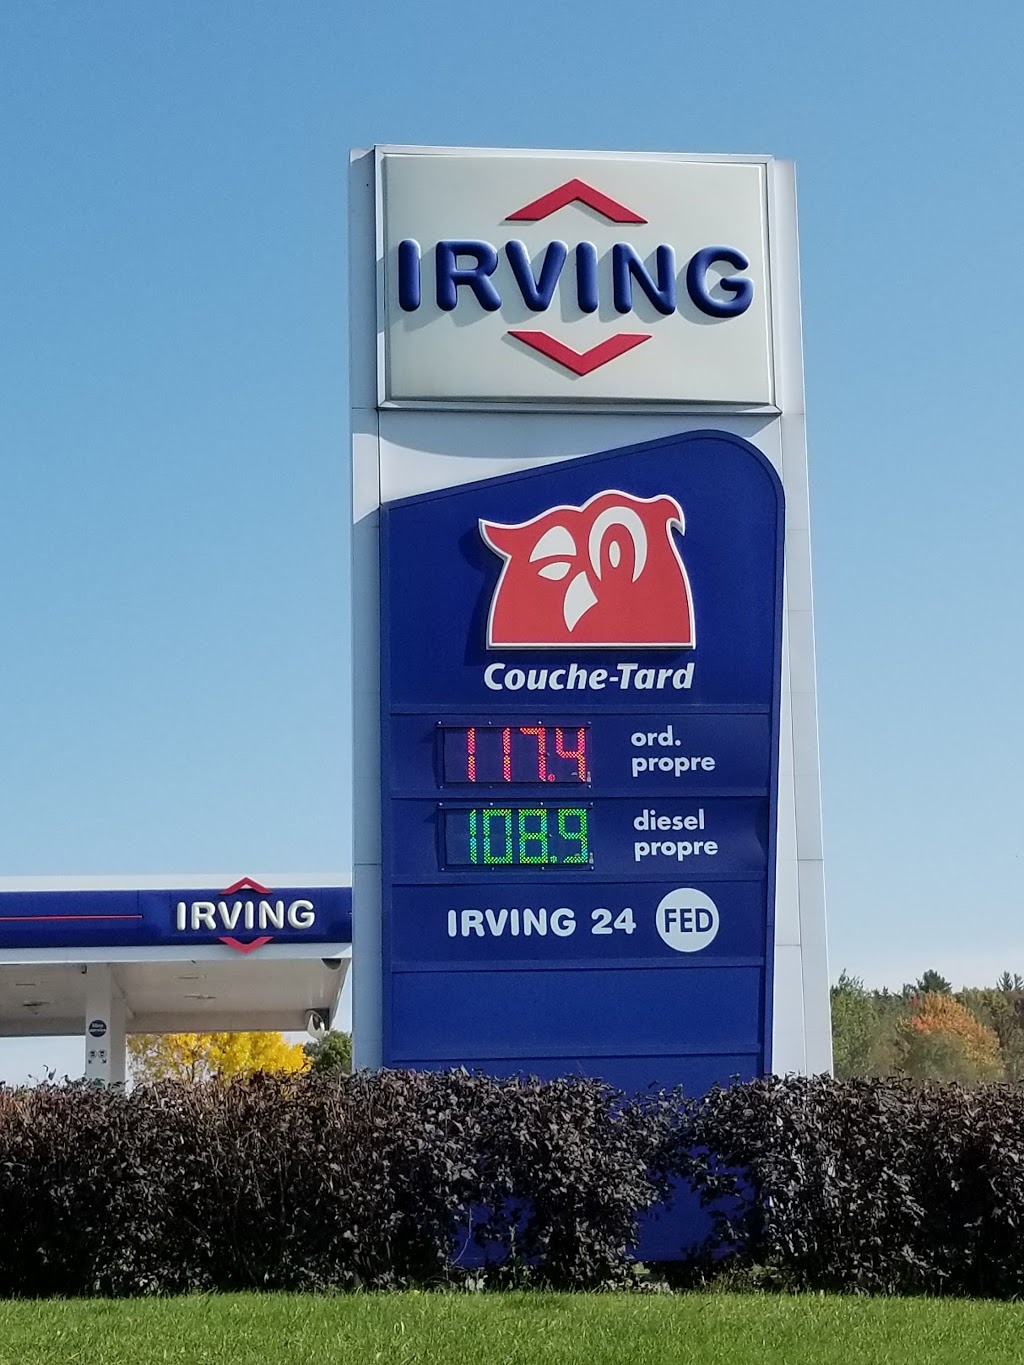 IRVING
Couche-Tard
117.4 ord. propre
108.9 diesel propre
IRVING 24 FED
IRVING